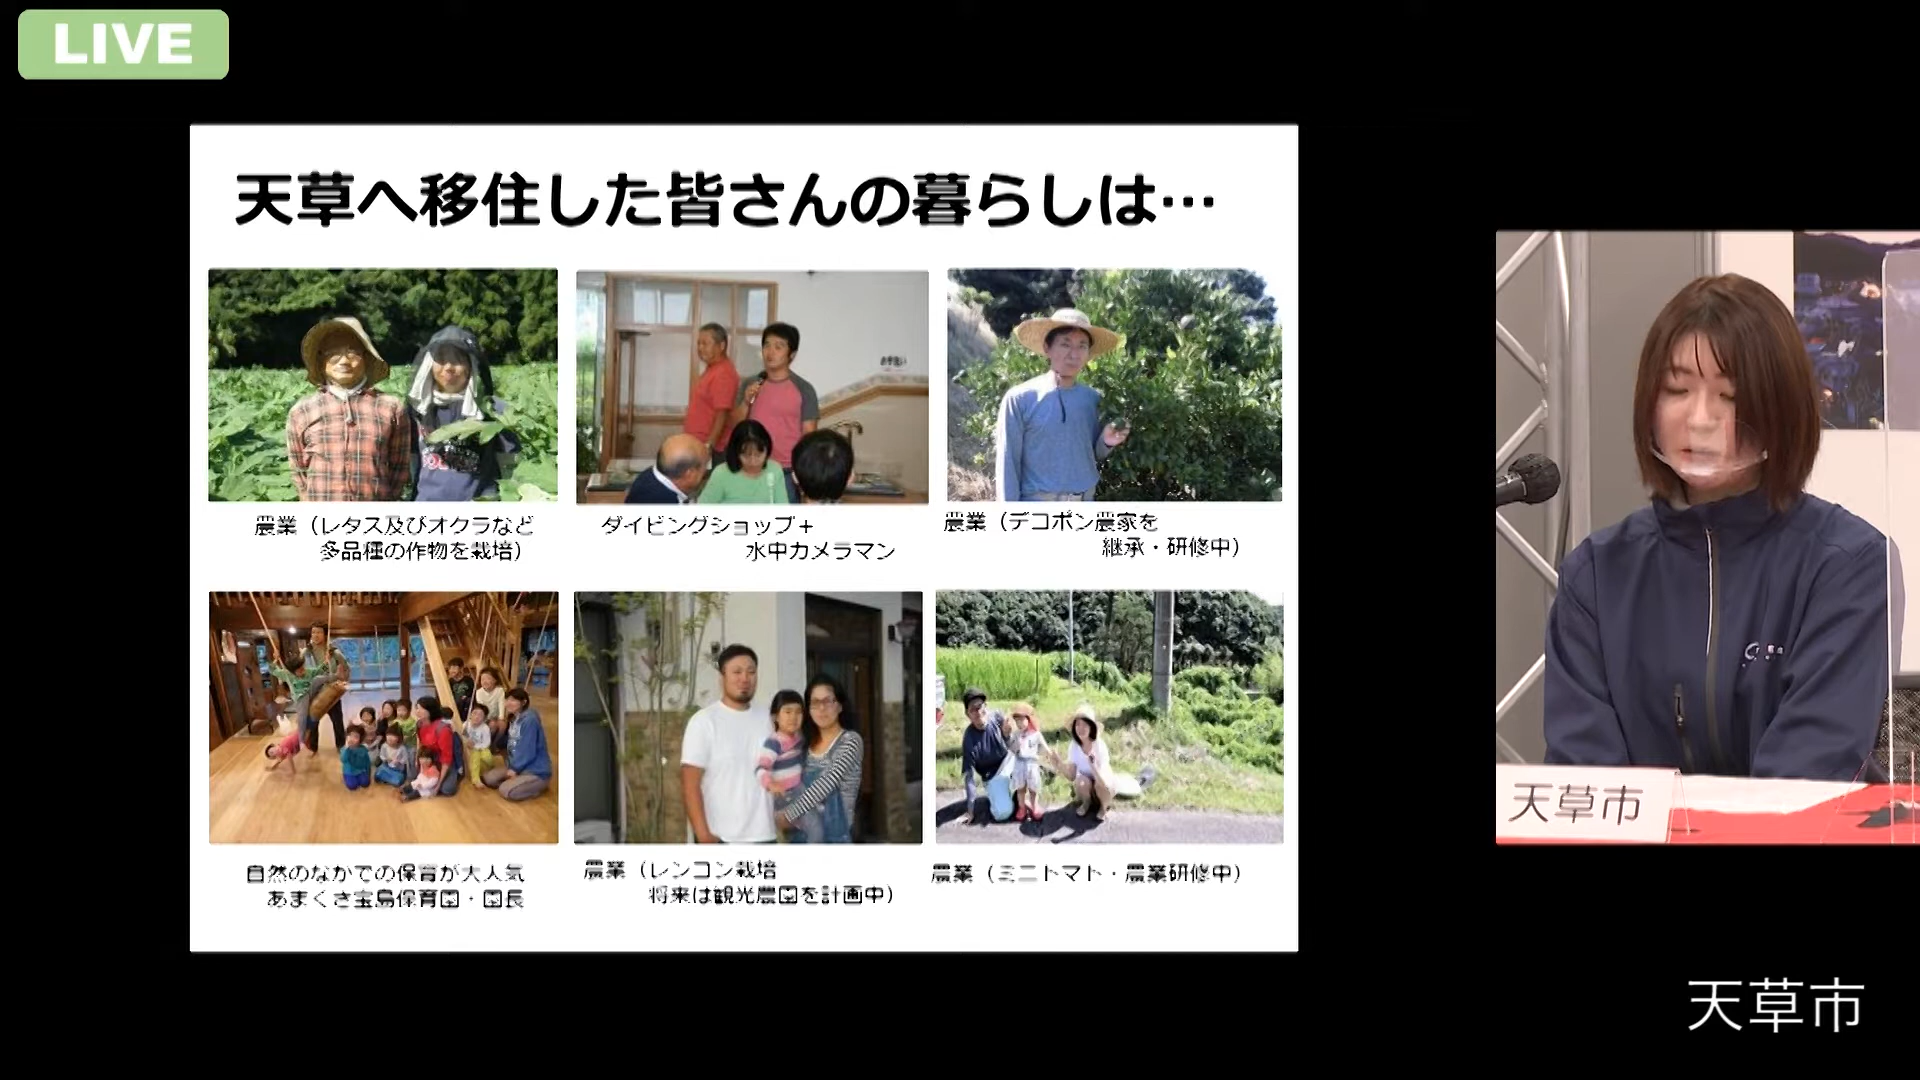 LIVE
天草へ移住した皆さんの暮らしは…
農業（レタス及びオクラなど
多品種の作物を栽培）
ダイビングショップ＋
水中カメラマン
農業（デコポン農家を
継承・研修中）
自然のなかでの保育が大人気
あまくさ宝島保育園・園長
農業（レンコン栽培
将来は観光農園を計画中）
農業（ミニトマト・農業研修中）
天草市
天草市